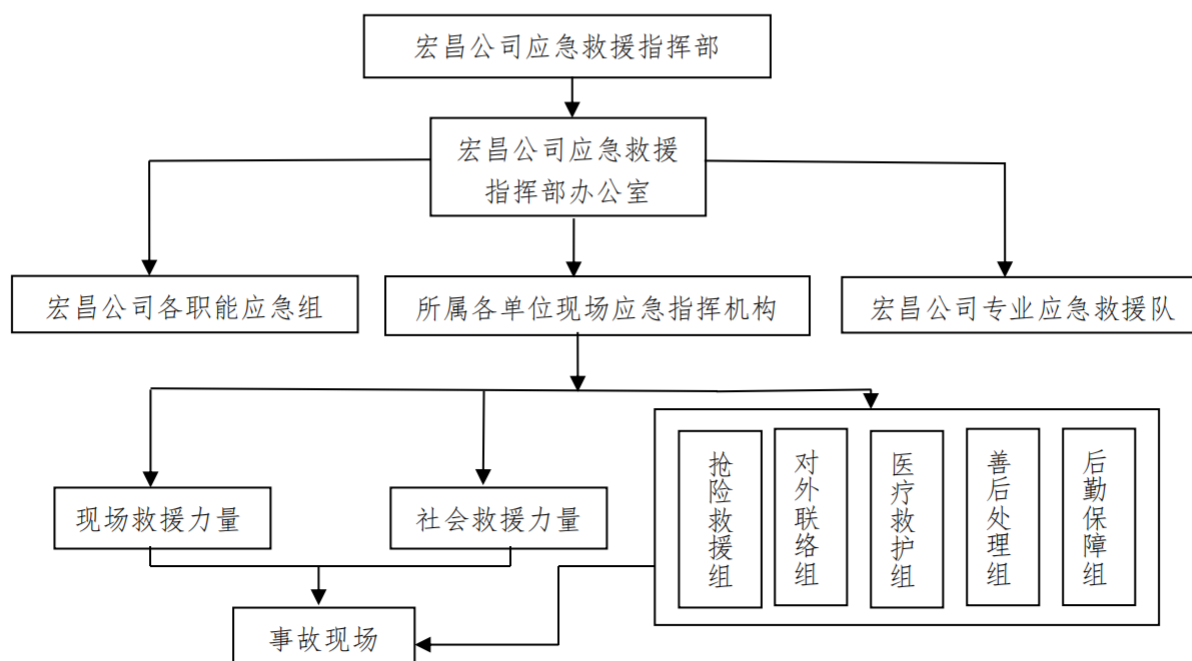 宏昌公司应急救援指挥部
宏昌公司应急救援
指挥部办公室
宏昌公司各职能应急组
所属各单位现场应急指挥机构
宏昌公司专业应急救援队
抢险救援组
对外联络组
医疗救护组
善后处理组
后勤保障组
现场救援力量
社会救援力量
事故现场